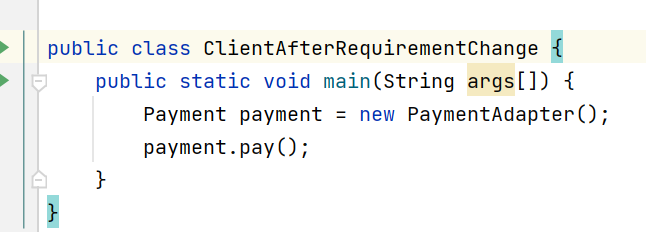 public class ClientAfterRequirementChange {
    public static void main(String args[]) {
        Payment payment = new PaymentAdapter();
        payment.pay();
    }
}